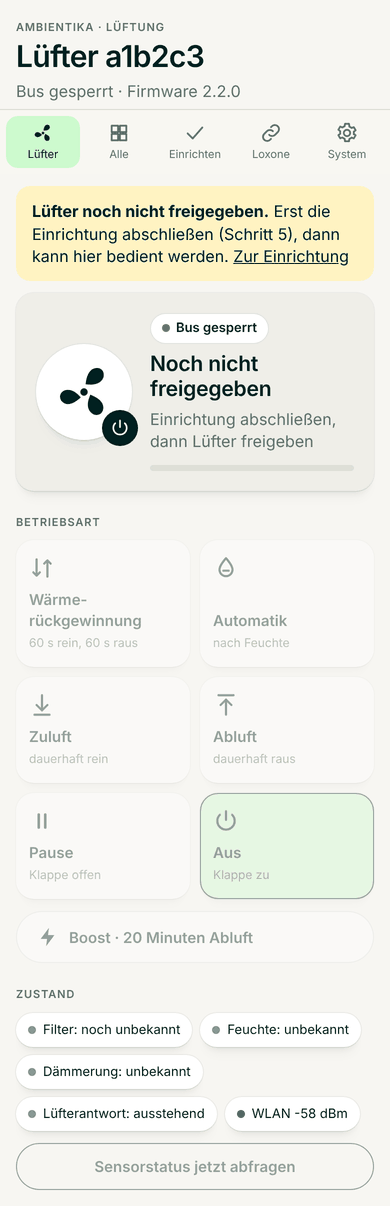 AMBIENTIKA · LÜFTUNG
Lüfter a1b2c3
Bus gesperrt · Firmware 2.2.0
Lüfter
Alle
Einrichten
Loxone
System
Lüfter noch nicht freigegeben. Erst die
Einrichtung abschließen (Schritt 5), dann
kann hier bedient werden. Zur Einrichtung
Bus gesperrt
Noch nicht
freigegeben
Einrichtung abschließen,
dann Lüfter freigeben
BETRIEBSART
Wärme-
rückgewinnung
60 s rein, 60 s raus
Automatik
nach Feuchte
Zuluft
dauerhaft rein
Abluft
dauerhaft raus
Pause
Klappe offen
Aus
Klappe zu
Boost · 20 Minuten Abluft
ZUSTAND
Filter: noch unbekannt
Feuchte: unbekannt
Dämmerung: unbekannt
Lüfterantwort: ausstehend
WLAN -58 dBm
Sensorstatus jetzt abfragen